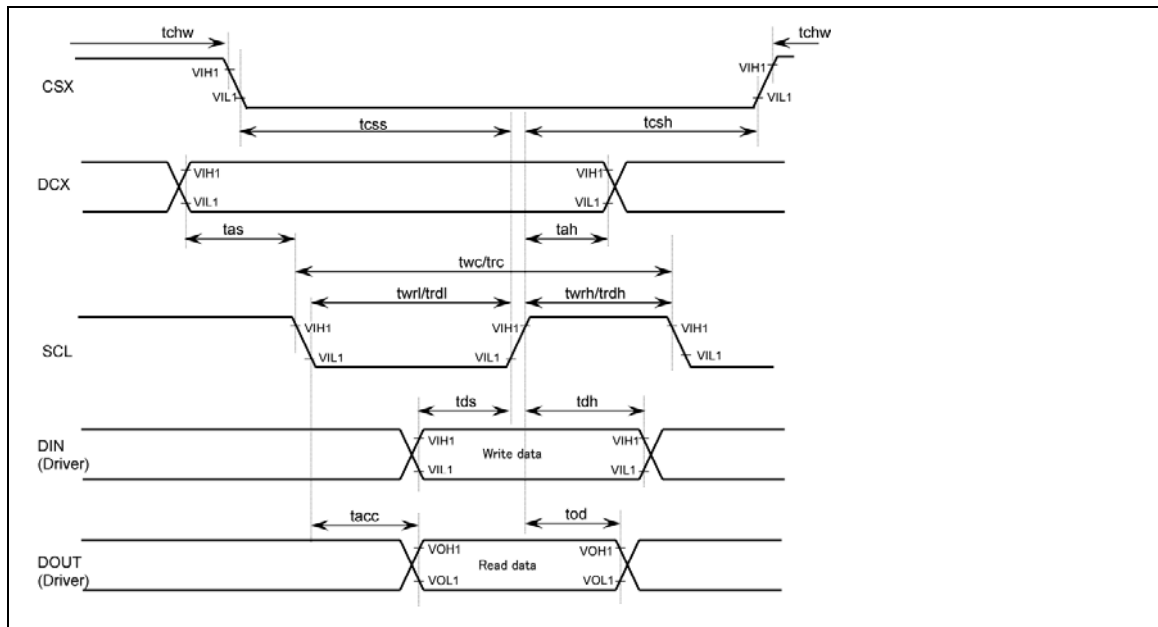 tchw
tchw
CSX
VIH1
VIL1
VIH1
VIL1
tcss
tcsh
DCX
VIH1
VIL1
VIH1
VIL1
tas
tah
twc/trc
twrl/trdl
twrh/trdh
SCL
VIH1
VIL1
VIH1
VIL1
VIH1
VIL1
tds
tdh
DIN
(Driver)
VIH1
VIL1
Write data
VIH1
VIL1
tacc
tod
DOUT
(Driver)
VOH1
VOL1
Read data
VOH1
VOL1